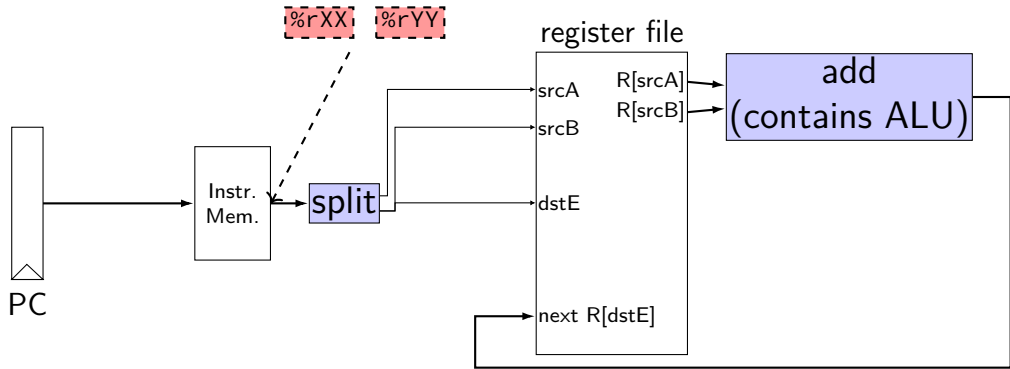 %rXX %rYY
register file
srcA
srcB
dstE
next R[dstE]
R[srcA]
R[srcB]
add
(contains ALU)
Instr.
Mem.
split
PC